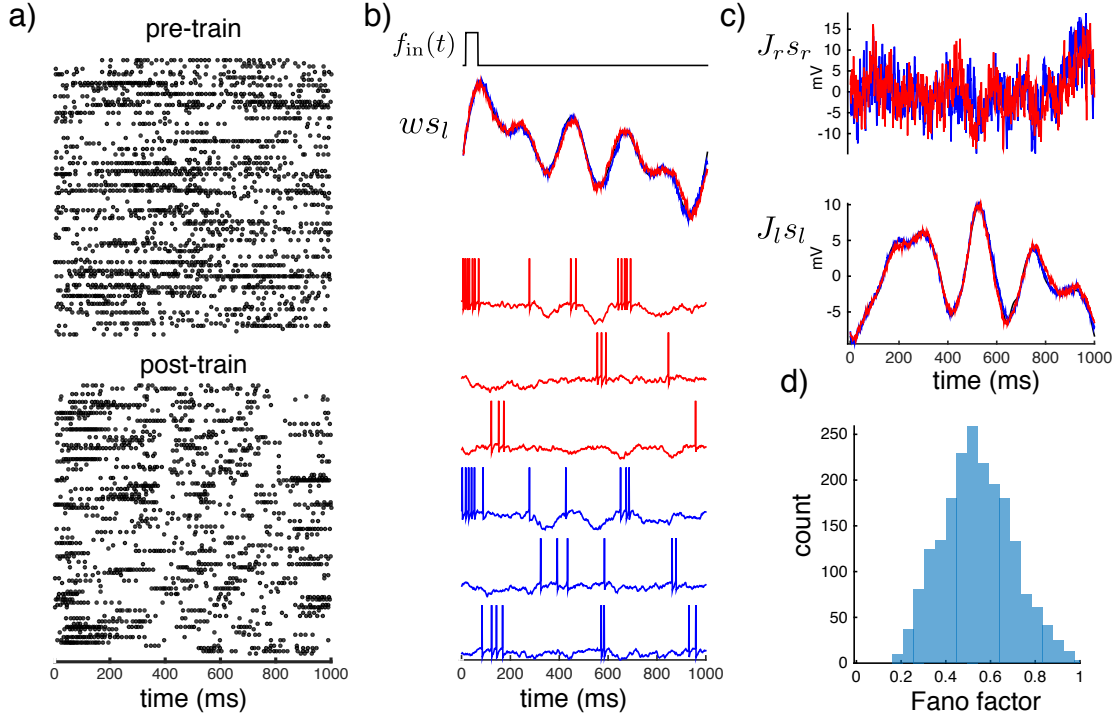 a)
pre-train
post-train
0 200 400 600 800 1000
time (ms)
b)
f_in(t)
ws_l
0 200 400 600 800 1000
time (ms)
c)
J_r s_r
mV
15
10
5
0
-5
-10
J_l s_l
mV
10
5
0
-5
0 200 400 600 800 1000
time (ms)
d)
count
250
200
150
100
50
0
0 0.2 0.4 0.6 0.8 1
Fano factor